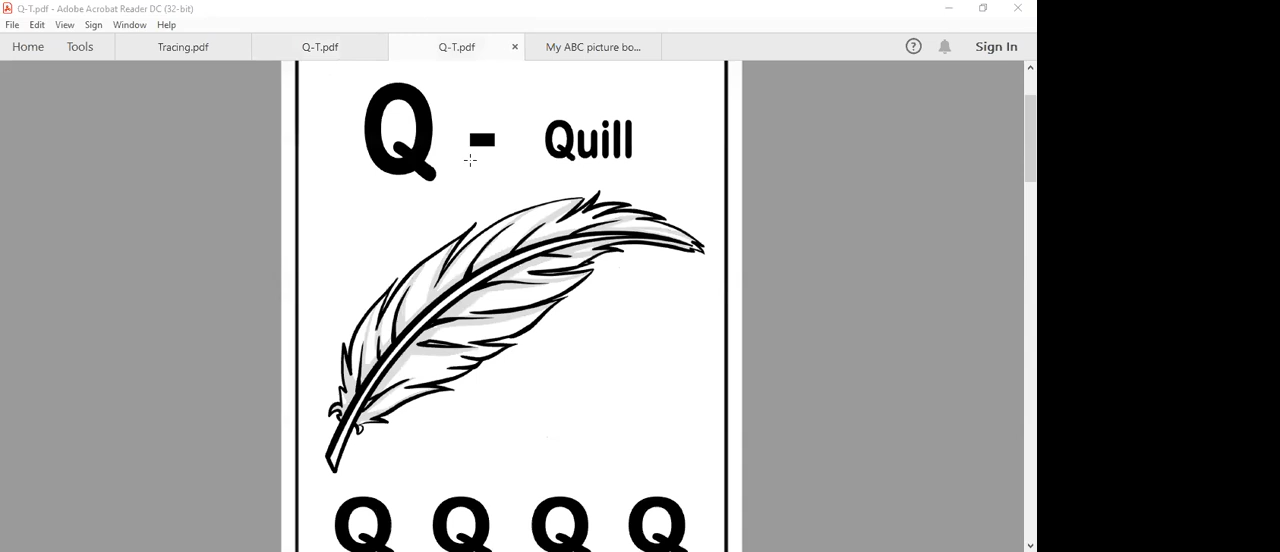 Q-T.pdf - Adobe Acrobat Reader DC (32-bit)
File Edit View Sign Window Help
Home Tools Tracing.pdf Q-T.pdf Q-T.pdf × My ABC picture bo... ? Sign In
Q - Quill
Q Q Q Q